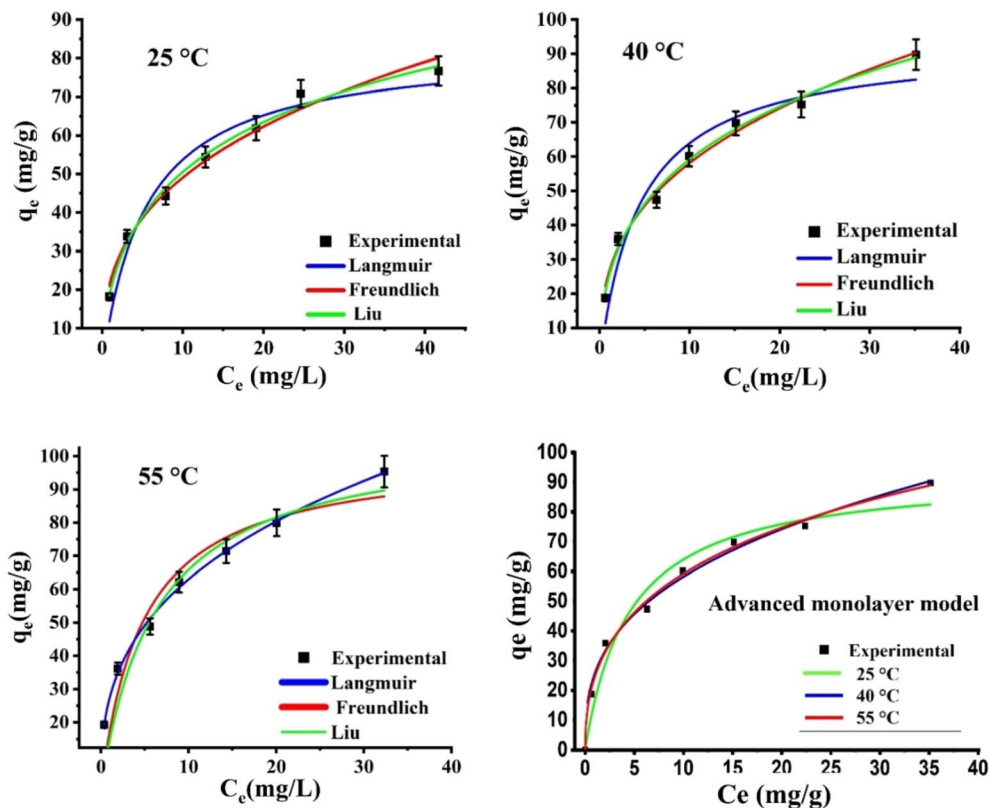 25 °C
90
80
70
60
50
40
30
20
10
0
10
20
30
40
q_e (mg/g)
C_e (mg/L)
Experimental
Langmuir
Freundlich
Liu
40 °C
100
90
80
70
60
50
40
30
20
10
0
10
20
30
40
q_e(mg/g)
C_e(mg/L)
Experimental
Langmuir
Freundlich
Liu
55 °C
100
90
80
70
60
50
40
30
20
0
10
20
30
40
q_e(mg/g)
C_e(mg/L)
Experimental
Langmuir
Freundlich
Liu
100
90
80
70
60
50
40
30
20
10
0
0
5
10
15
20
25
30
35
40
qe (mg/g)
Ce (mg/g)
Advanced monolayer model
Experimental
25 °C
40 °C
55 °C